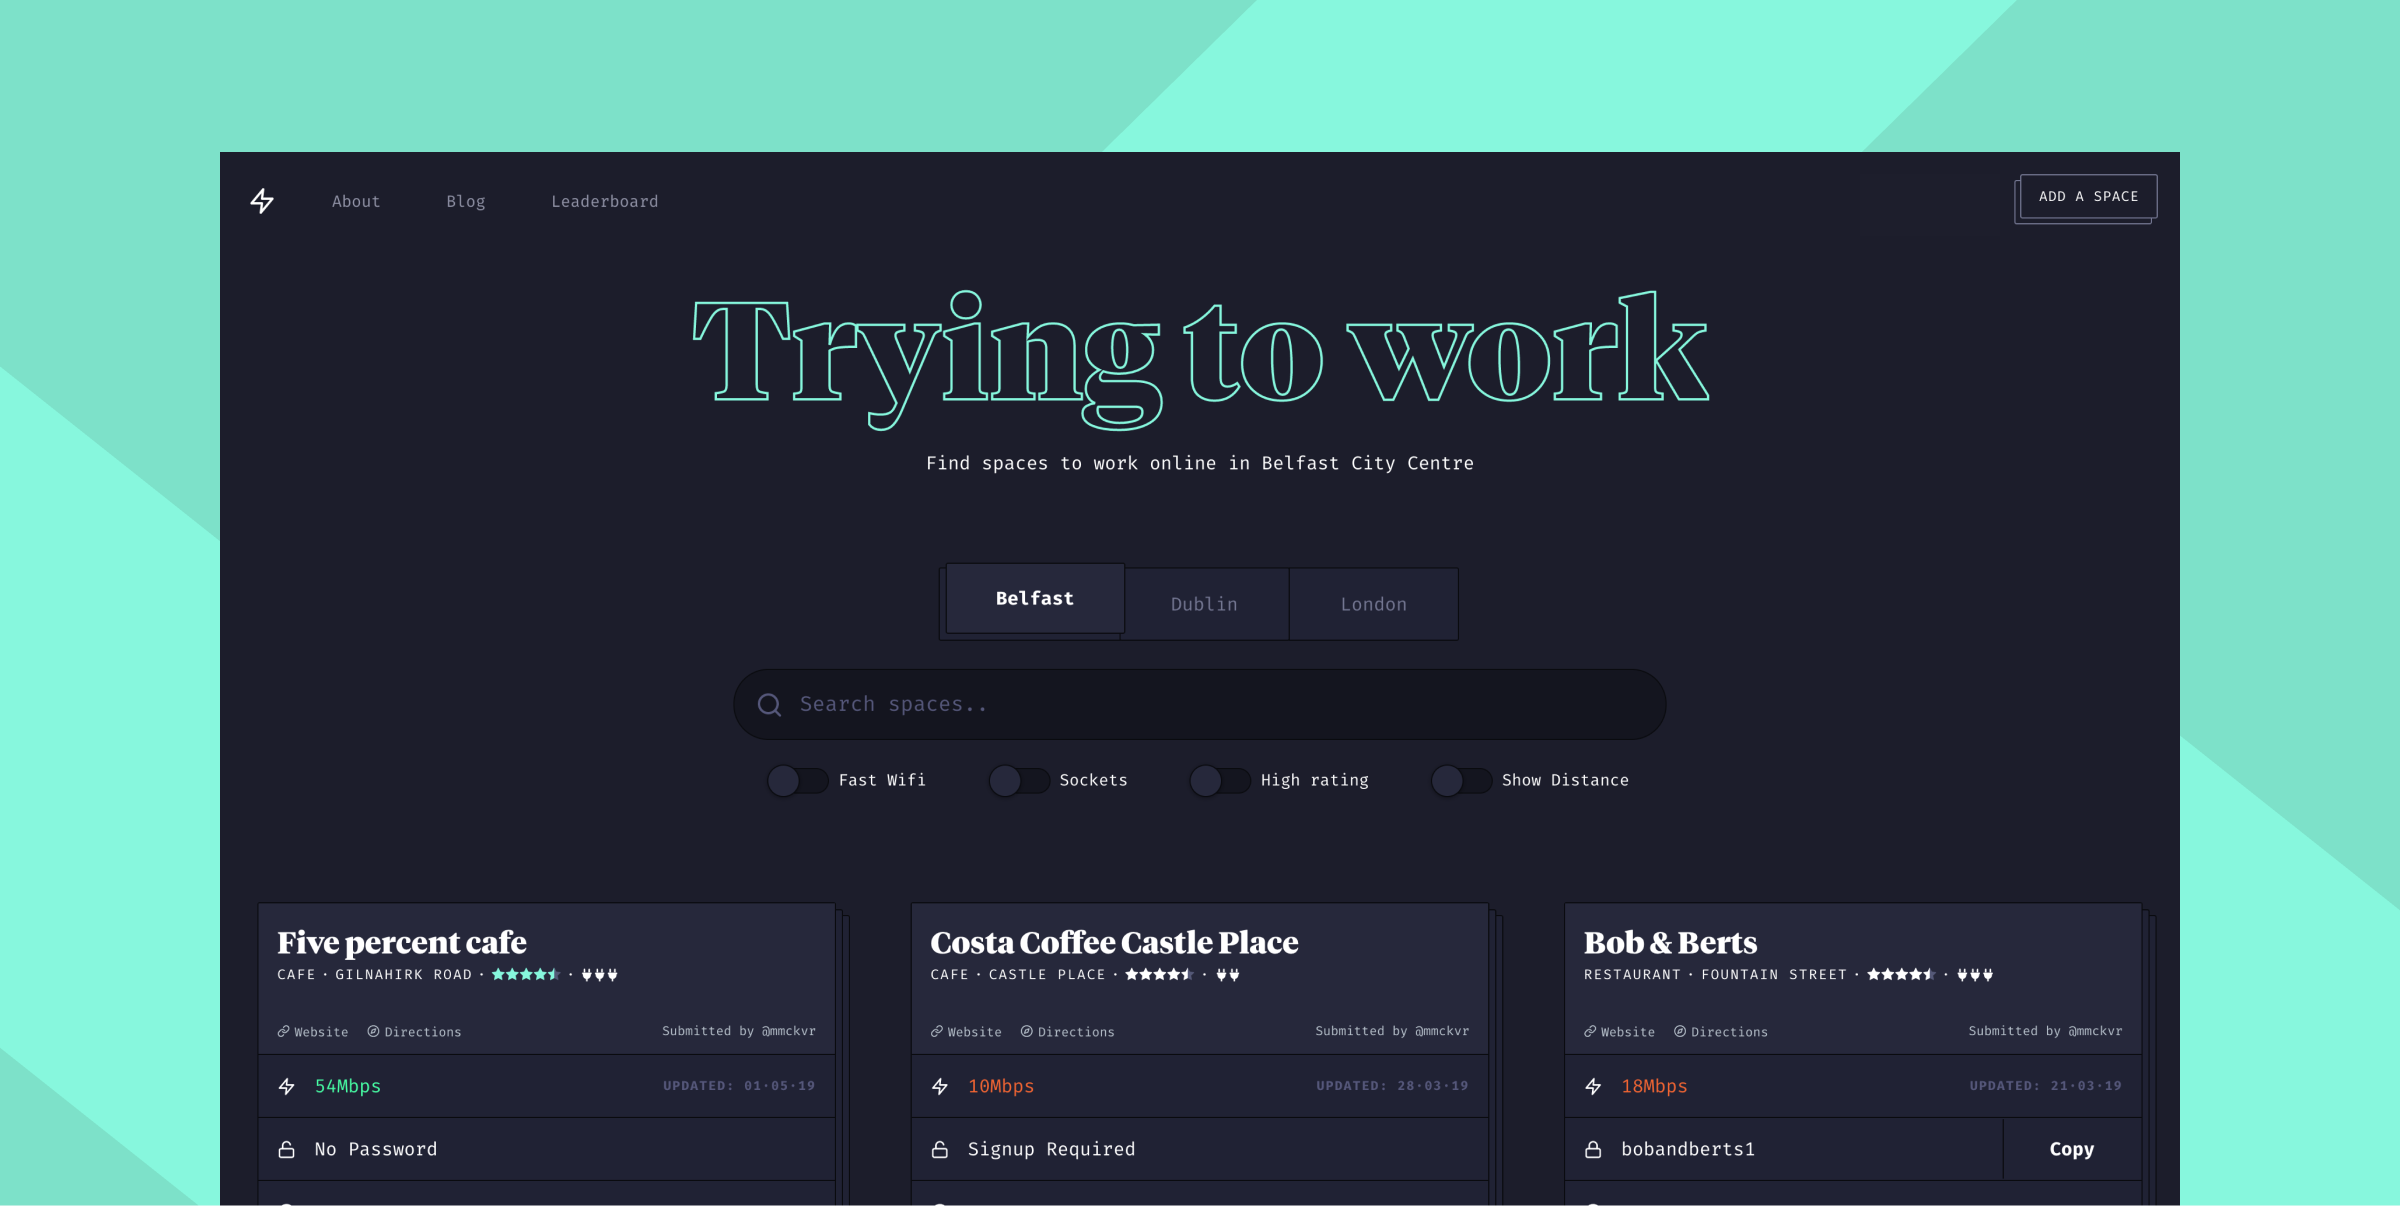 About Blog Leaderboard ADD A SPACE
Trying to work
Find spaces to work online in Belfast City Centre
Belfast Dublin London
Search spaces..
Fast Wifi Sockets High rating Show Distance
Five percent cafe
CAFE · GILNAHIRK ROAD ·
Website Directions Submitted by @mmckvr
54Mbps UPDATED: 01·05·19
No Password
Costa Coffee Castle Place
CAFE · CASTLE PLACE ·
Website Directions Submitted by @mmckvr
10Mbps UPDATED: 28·03·19
Signup Required
Bob & Berts
RESTAURANT · FOUNTAIN STREET ·
Website Directions Submitted by @mmckvr
18Mbps UPDATED: 21·03·19
bobandberts1 Copy